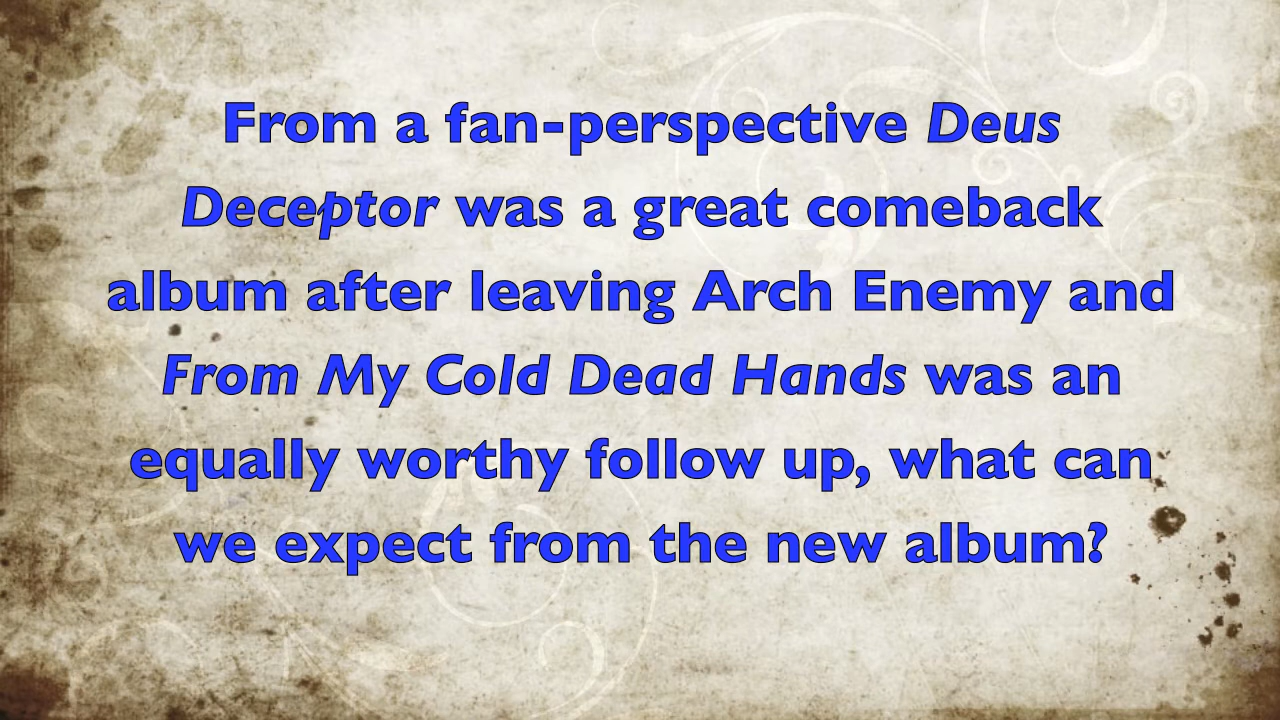 From a fan-perspective Deus
Deceptor was a great comeback
album after leaving Arch Enemy and
From My Cold Dead Hands was an
equally worthy follow up, what can
we expect from the new album?